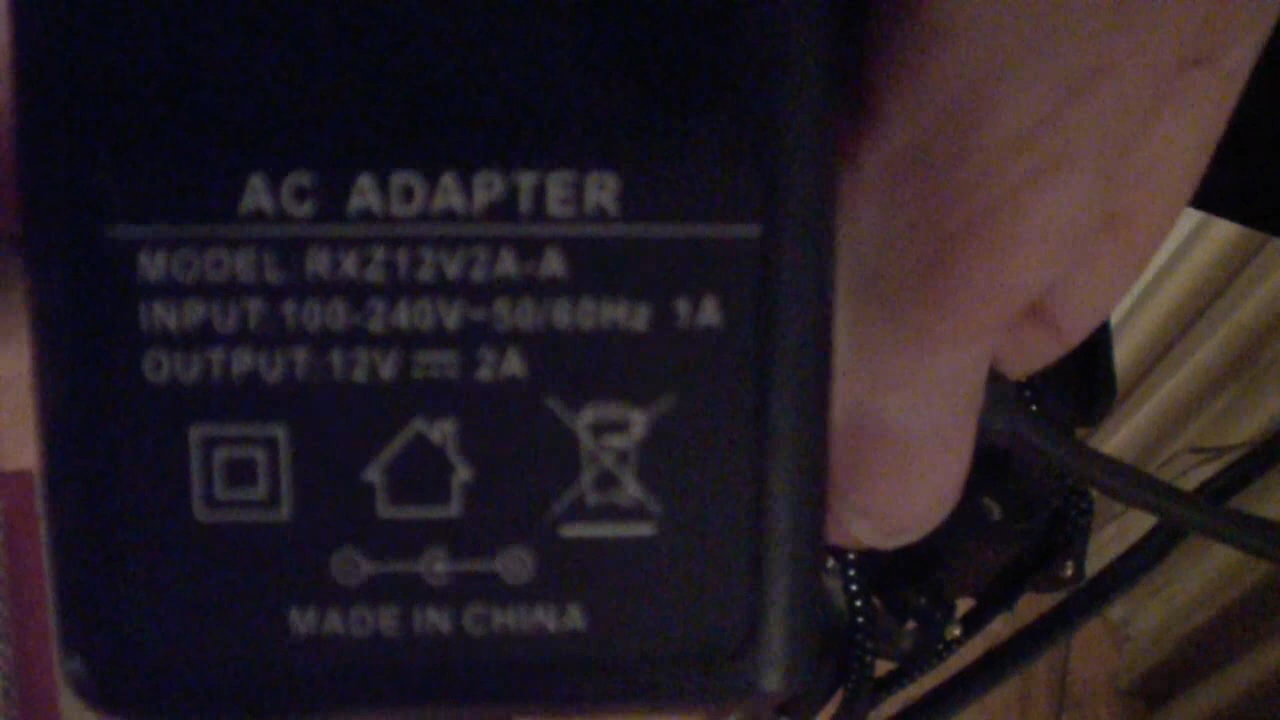 AC ADAPTER
MODEL RXZ12V2A-A
INPUT 100-240V~50/60Hz 1A
OUTPUT 12V ⎓ 2A
MADE IN CHINA